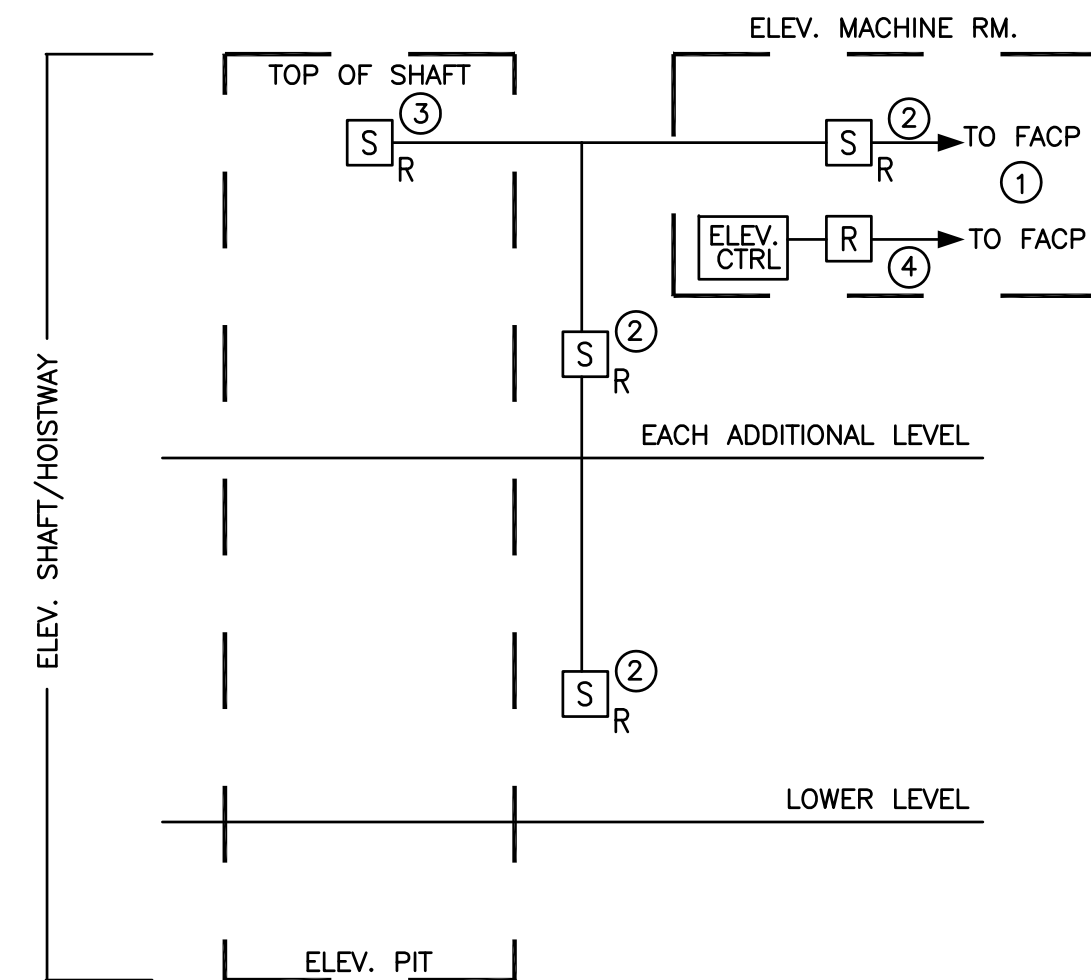 ELEV. MACHINE RM.
TOP OF SHAFT
3
S
R
2
S
R
TO FACP
1
ELEV.
CTRL
R
TO FACP
4
2
S
R
EACH ADDITIONAL LEVEL
ELEV. SHAFT/HOISTWAY
2
S
R
LOWER LEVEL
ELEV. PIT